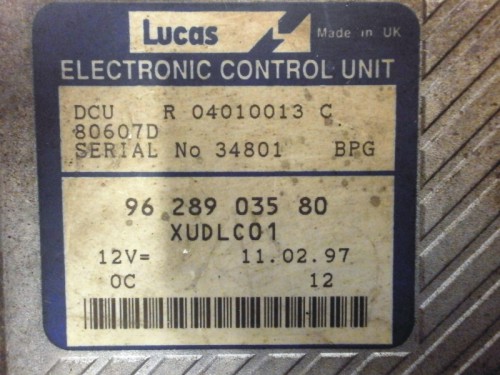 Lucas Made in UK
ELECTRONIC CONTROL UNIT
DCU R 04010013 C
80607D
SERIAL No 34801 BPG
96 289 035 80
XUDLC01
12V= 11.02.97
0C 12